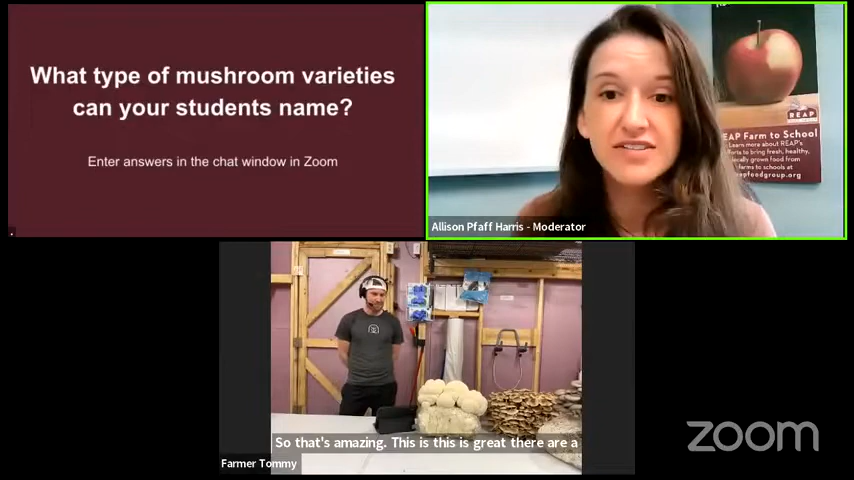 What type of mushroom varieties
can your students name?
Enter answers in the chat window in Zoom
REAP
EAP Farm to School
Learn more about REAP's
efforts to bring fresh, healthy,
locally grown food from
farms to schools at
reapfoodgroup.org
Allison Pfaff Harris - Moderator
So that's amazing. This is this is great there are a
Farmer Tommy
zoom